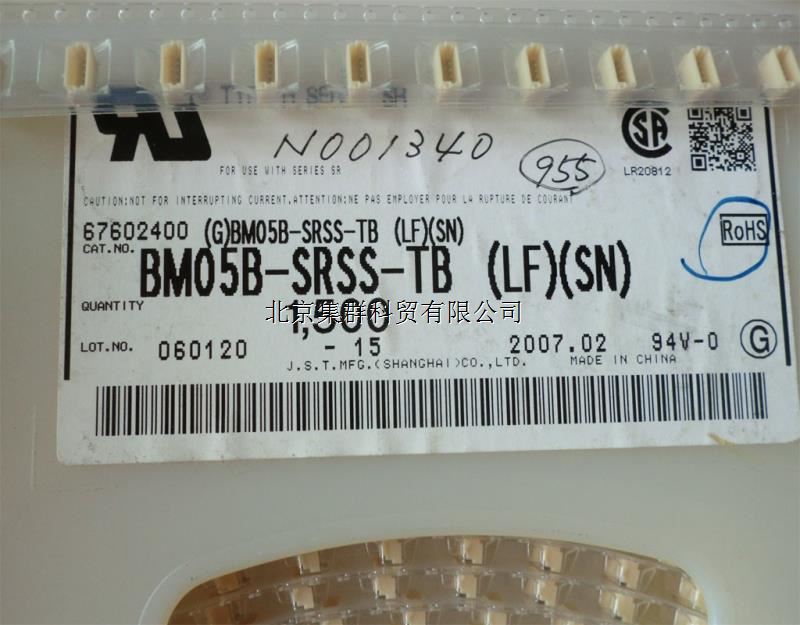 N001340
955
FOR USE WITH SERIES SR
LR20812
CAUTION:NOT FOR INTERRUPTING CURRENT,ATTENTION:NE PAS EMPLOYER POUR LA RUPTURE DE COURANT
67602400 (G)BM05B-SRSS-TB (LF)(SN)
RoHS
CAT.NO. BM05B-SRSS-TB (LF)(SN)
QUANTITY 1,500
北京集群科贸有限公司
LOT.NO. 060120 - 15 2007.02 94V-0 G
J.S.T.MFG.(SHANGHAI)CO.,LTD. MADE IN CHINA